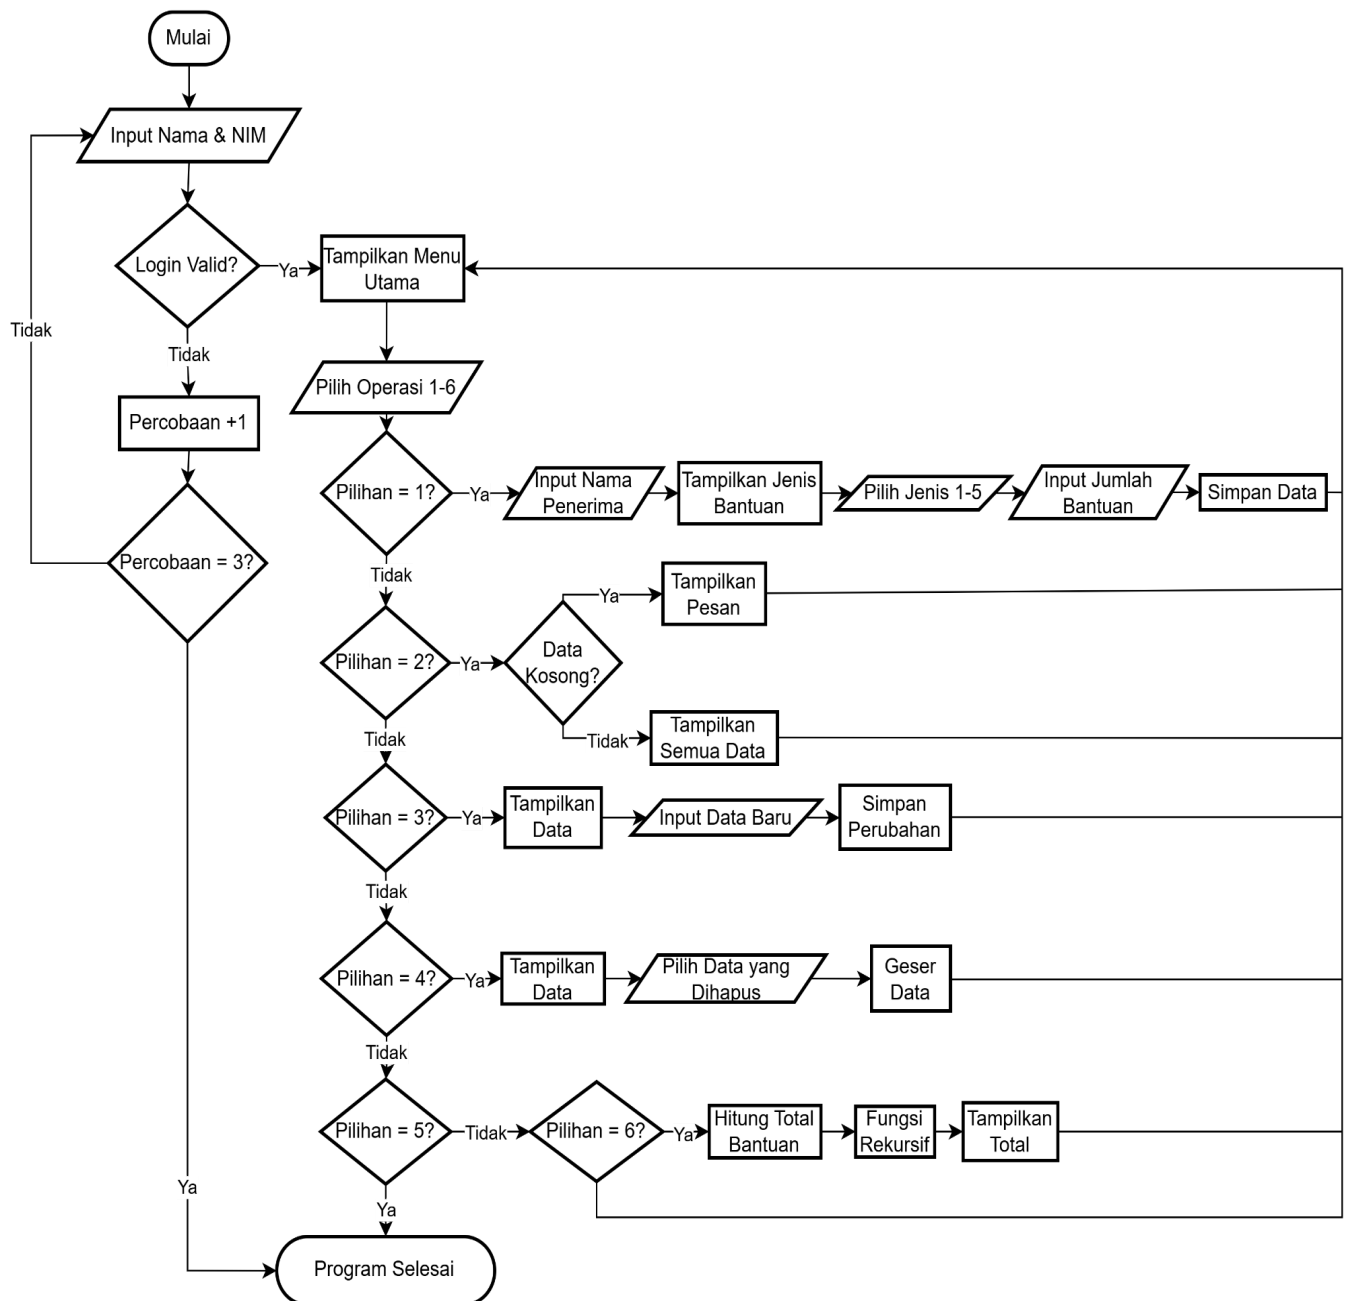 Mulai
Input Nama & NIM
Login Valid?
Ya
Tampilkan Menu
Utama
Tidak
Tidak
Pilih Operasi 1-6
Percobaan +1
Pilihan = 1?
Ya
Input Nama
Penerima
Tampilkan Jenis
Bantuan
Pilih Jenis 1-5
Input Jumlah
Bantuan
Simpan Data
Percobaan = 3?
Tidak
Pilihan = 2?
Ya
Data
Kosong?
Ya
Tampilkan
Pesan
Tidak
Tampilkan
Semua Data
Tidak
Pilihan = 3?
Ya
Tampilkan
Data
Input Data Baru
Simpan
Perubahan
Tidak
Pilihan = 4?
Ya
Tampilkan
Data
Pilih Data yang
Dihapus
Geser
Data
Tidak
Pilihan = 5?
Tidak
Pilihan = 6?
Ya
Hitung Total
Bantuan
Fungsi
Rekursif
Tampilkan
Total
Ya
Ya
Program Selesai